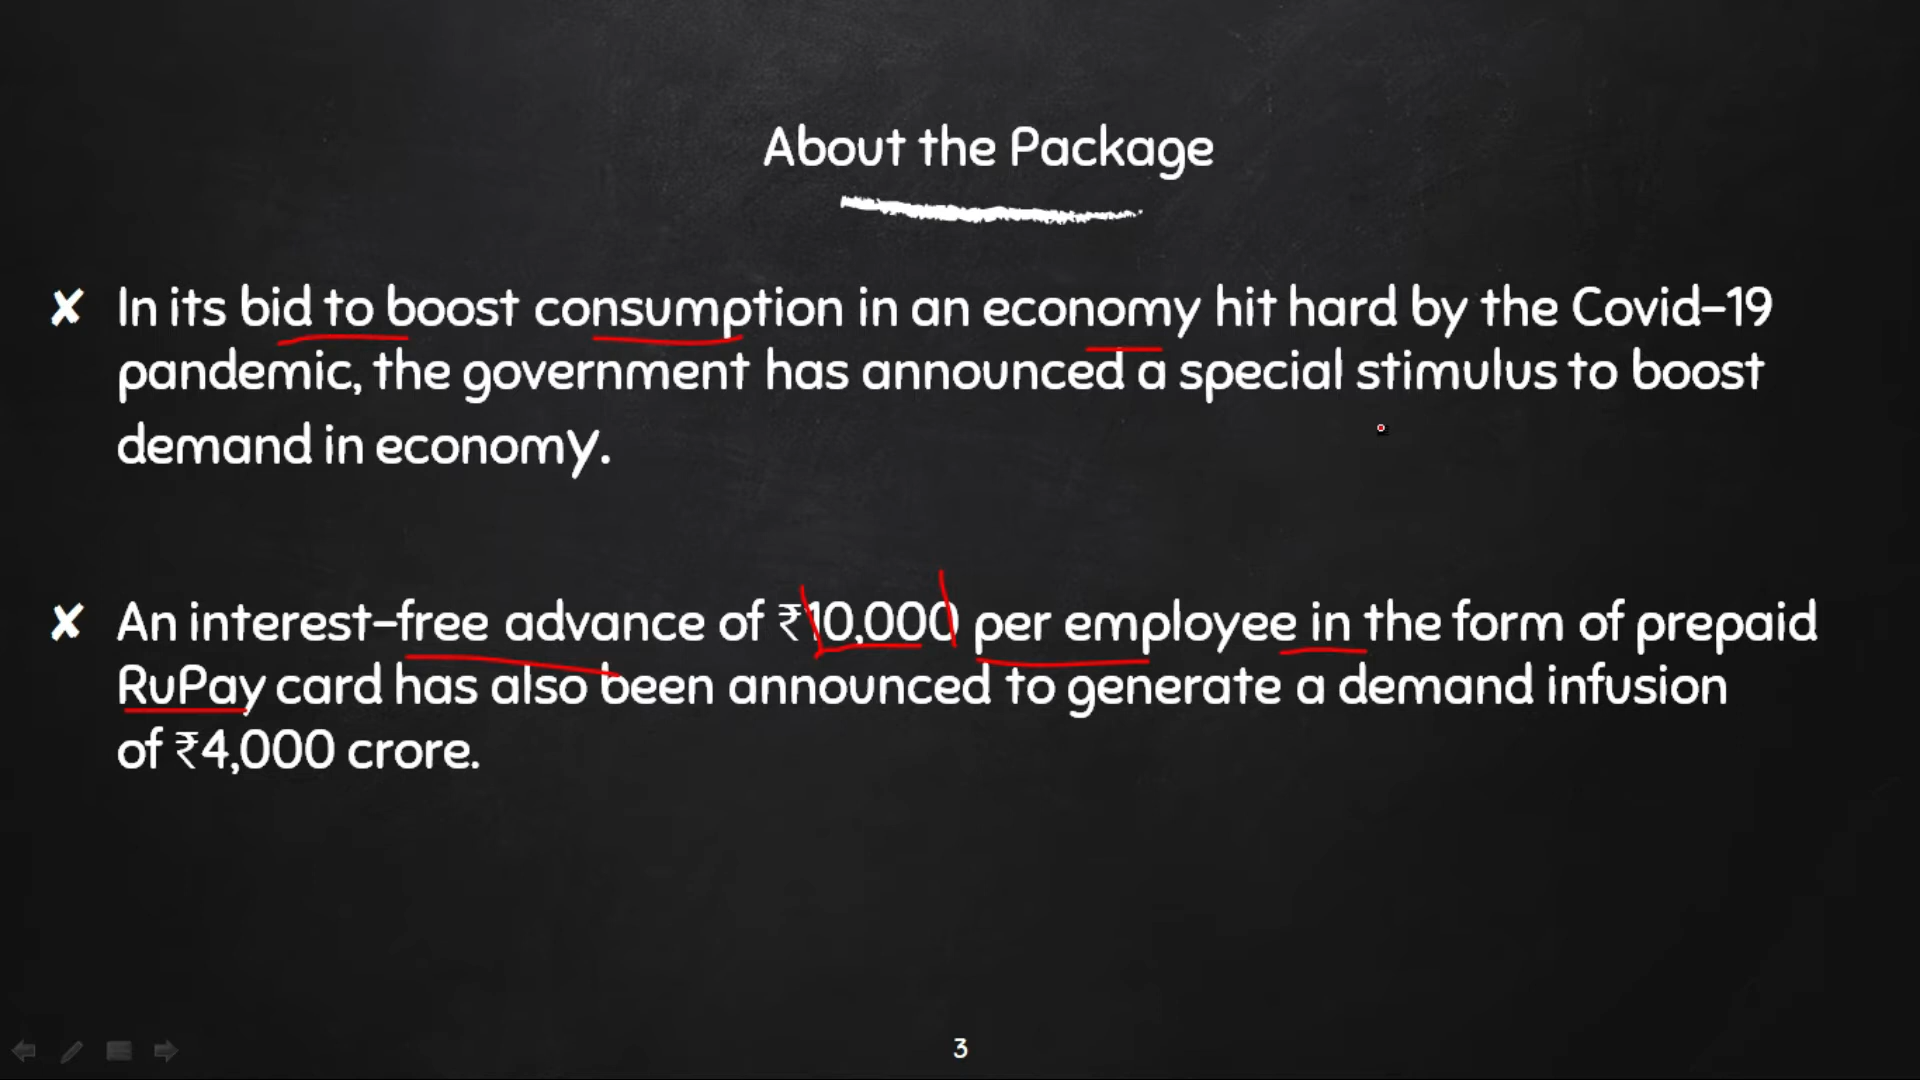 About the Package
✘ In its bid to boost consumption in an economy hit hard by the Covid-19
pandemic, the government has announced a special stimulus to boost
demand in economy.
✘ An interest-free advance of ₹10,000 per employee in the form of prepaid
RuPay card has also been announced to generate a demand infusion
of ₹4,000 crore.
3